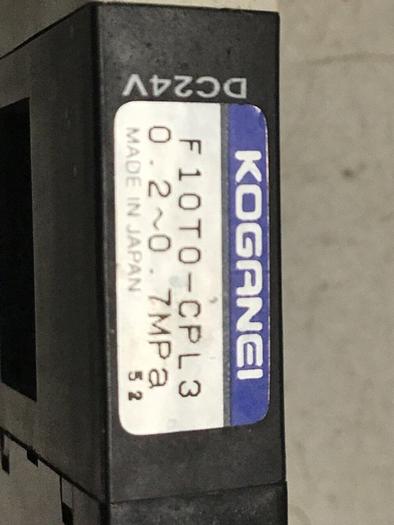 DC24V
KOGANEI
F10T0-CPL3
0.2~0.7MPa
MADE IN JAPAN 52